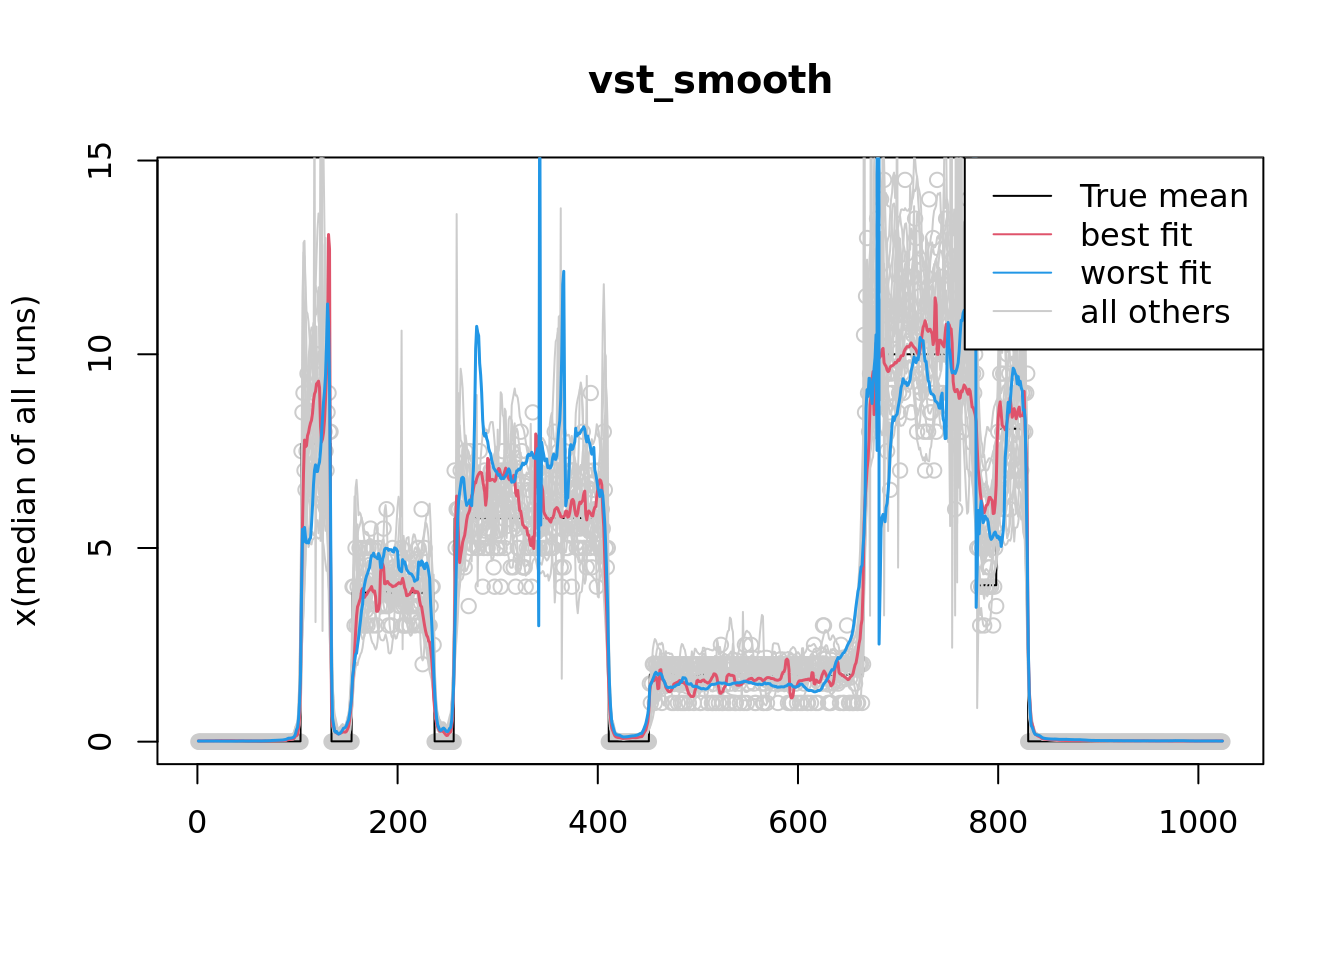 vst_smooth
x(median of all runs)
15
10
5
0
True mean
best fit
worst fit
all others
0 200 400 600 800 1000